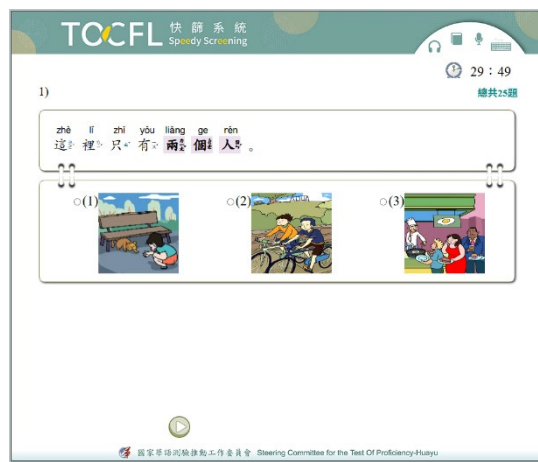 TOCFL 快篩系統
Speedy Screening
29：49
1)
總共25題
zhè lǐ zhǐ yǒu liǎng ge rén
這裡只有兩個人。
(1) (2) (3)
國家華語測驗推動工作委員會 Steering Committee for the Test Of Proficiency-Huayu